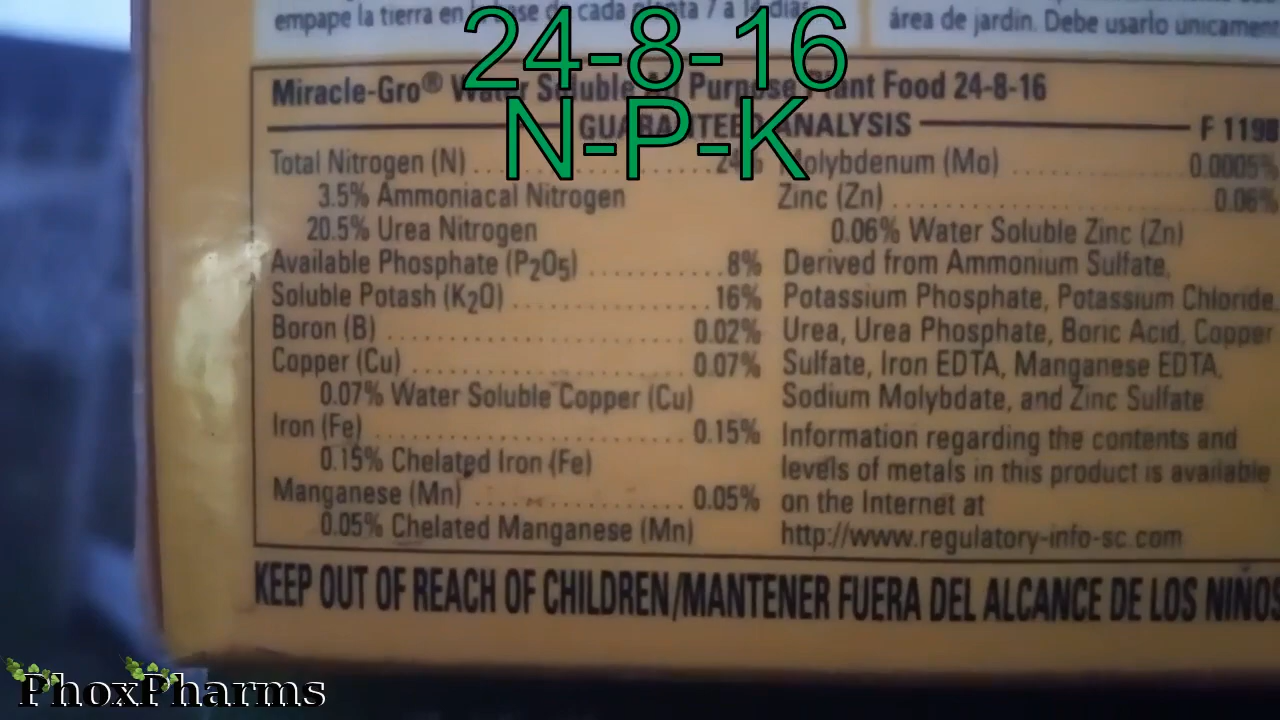 empape la tierra en la base de cada planta 7 a 14 dias
área de jardin. Debe usarlo unicament
24-8-16
N-P-K
Miracle-Gro® Water Soluble All Purpose Plant Food 24-8-16
GUARANTEED ANALYSIS
F 1198
Total Nitrogen (N) ........ 24%
3.5% Ammoniacal Nitrogen
20.5% Urea Nitrogen
Available Phosphate (P₂O₅) ............ 8%
Soluble Potash (K₂O) .................. 16%
Boron (B) ........................... 0.02%
Copper (Cu) ........................ 0.07%
0.07% Water Soluble Copper (Cu)
Iron (Fe) ............................ 0.15%
0.15% Chelated Iron (Fe)
Manganese (Mn) .................. 0.05%
0.05% Chelated Manganese (Mn)
Molybdenum (Mo) ............... 0.0005%
Zinc (Zn) ........................... 0.06%
0.06% Water Soluble Zinc (Zn)
Derived from Ammonium Sulfate,
Potassium Phosphate, Potassium Chloride,
Urea, Urea Phosphate, Boric Acid, Copper
Sulfate, Iron EDTA, Manganese EDTA,
Sodium Molybdate, and Zinc Sulfate
Information regarding the contents and
levels of metals in this product is available
on the Internet at
http://www.regulatory-info-sc.com
KEEP OUT OF REACH OF CHILDREN/MANTENER FUERA DEL ALCANCE DE LOS NIÑOS
PhoxPharms